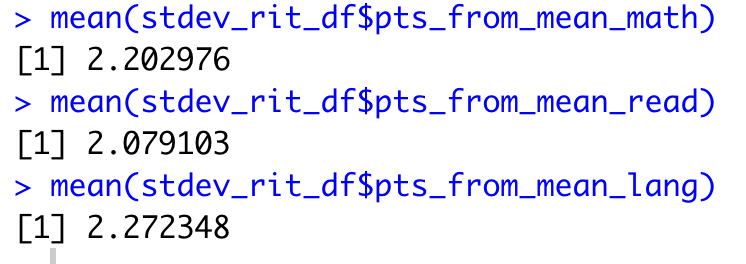 > mean(stdev_rit_df$pts_from_mean_math)
[1] 2.202976
> mean(stdev_rit_df$pts_from_mean_read)
[1] 2.079103
> mean(stdev_rit_df$pts_from_mean_lang)
[1] 2.272348